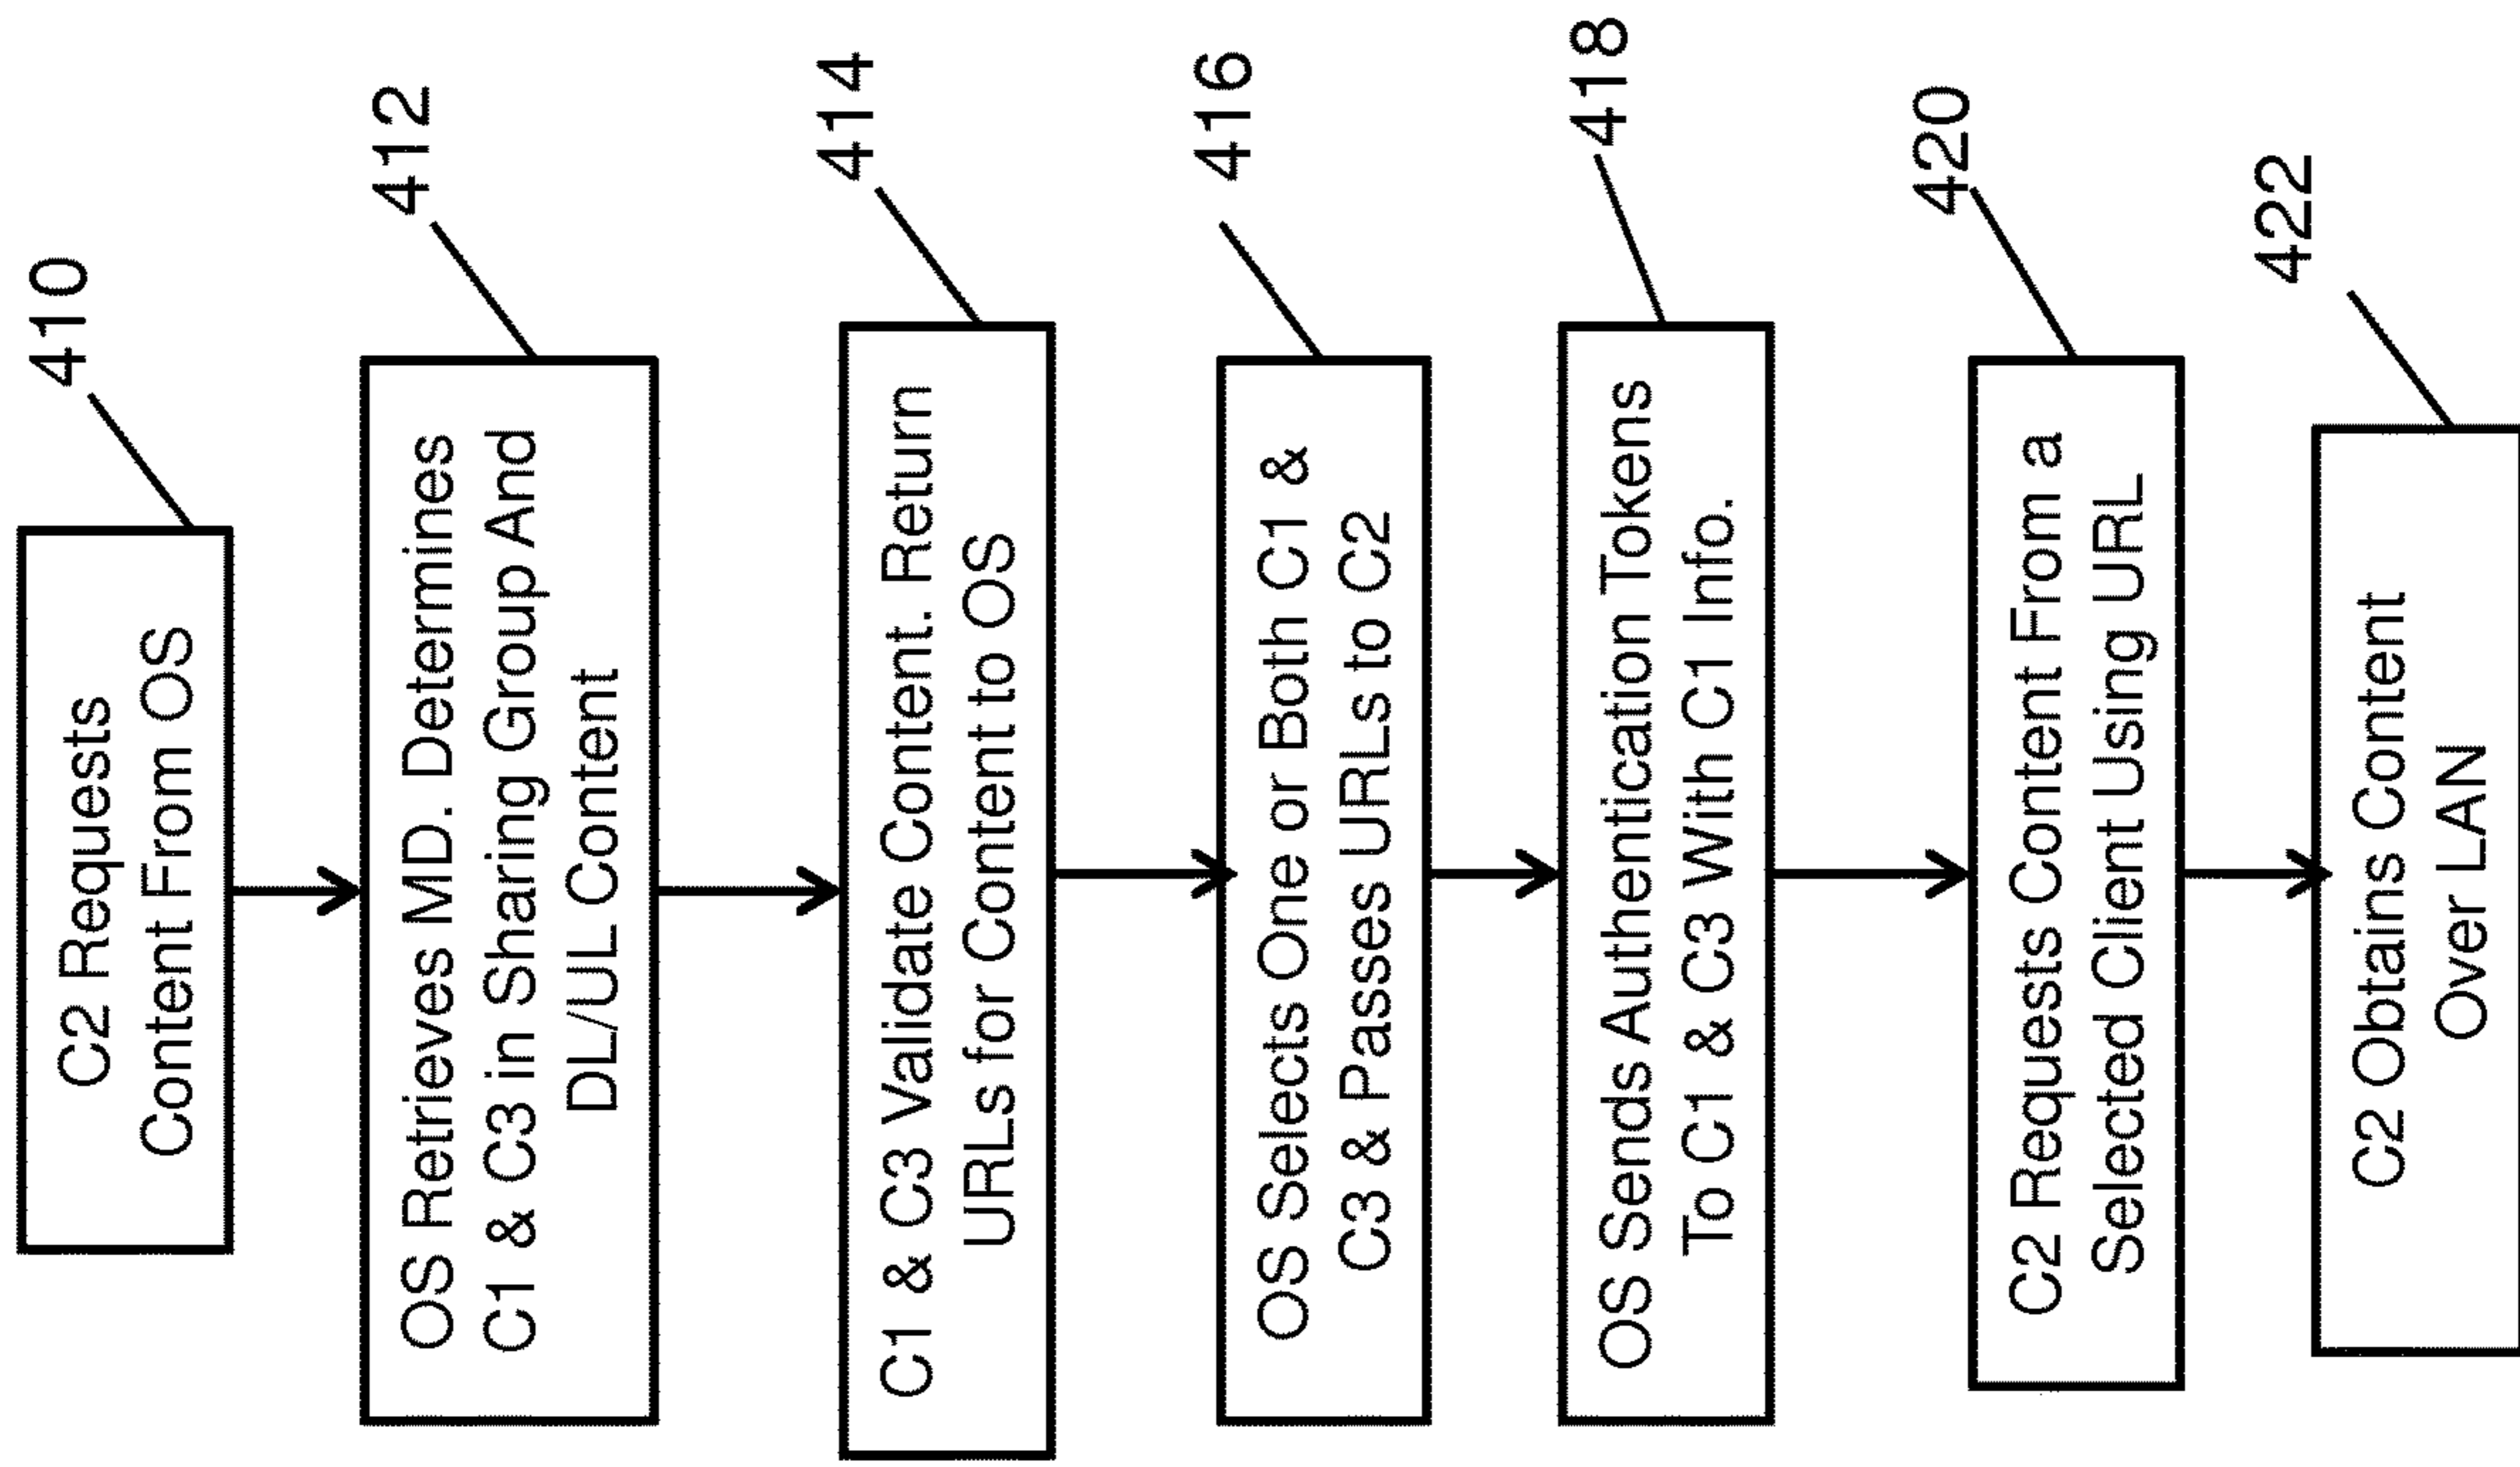 410
C2 Requests
Content From OS
412
OS Retrieves MD. Determines
C1 & C3 in Sharing Group And
DL/UL Content
414
C1 & C3 Validate Content. Return
URLs for Content to OS
416
OS Selects One or Both C1 &
C3 & Passes URLs to C2
418
OS Sends Authentication Tokens
To C1 & C3 With C1 Info.
420
C2 Requests Content From a
Selected Client Using URL
422
C2 Obtains Content
Over LAN